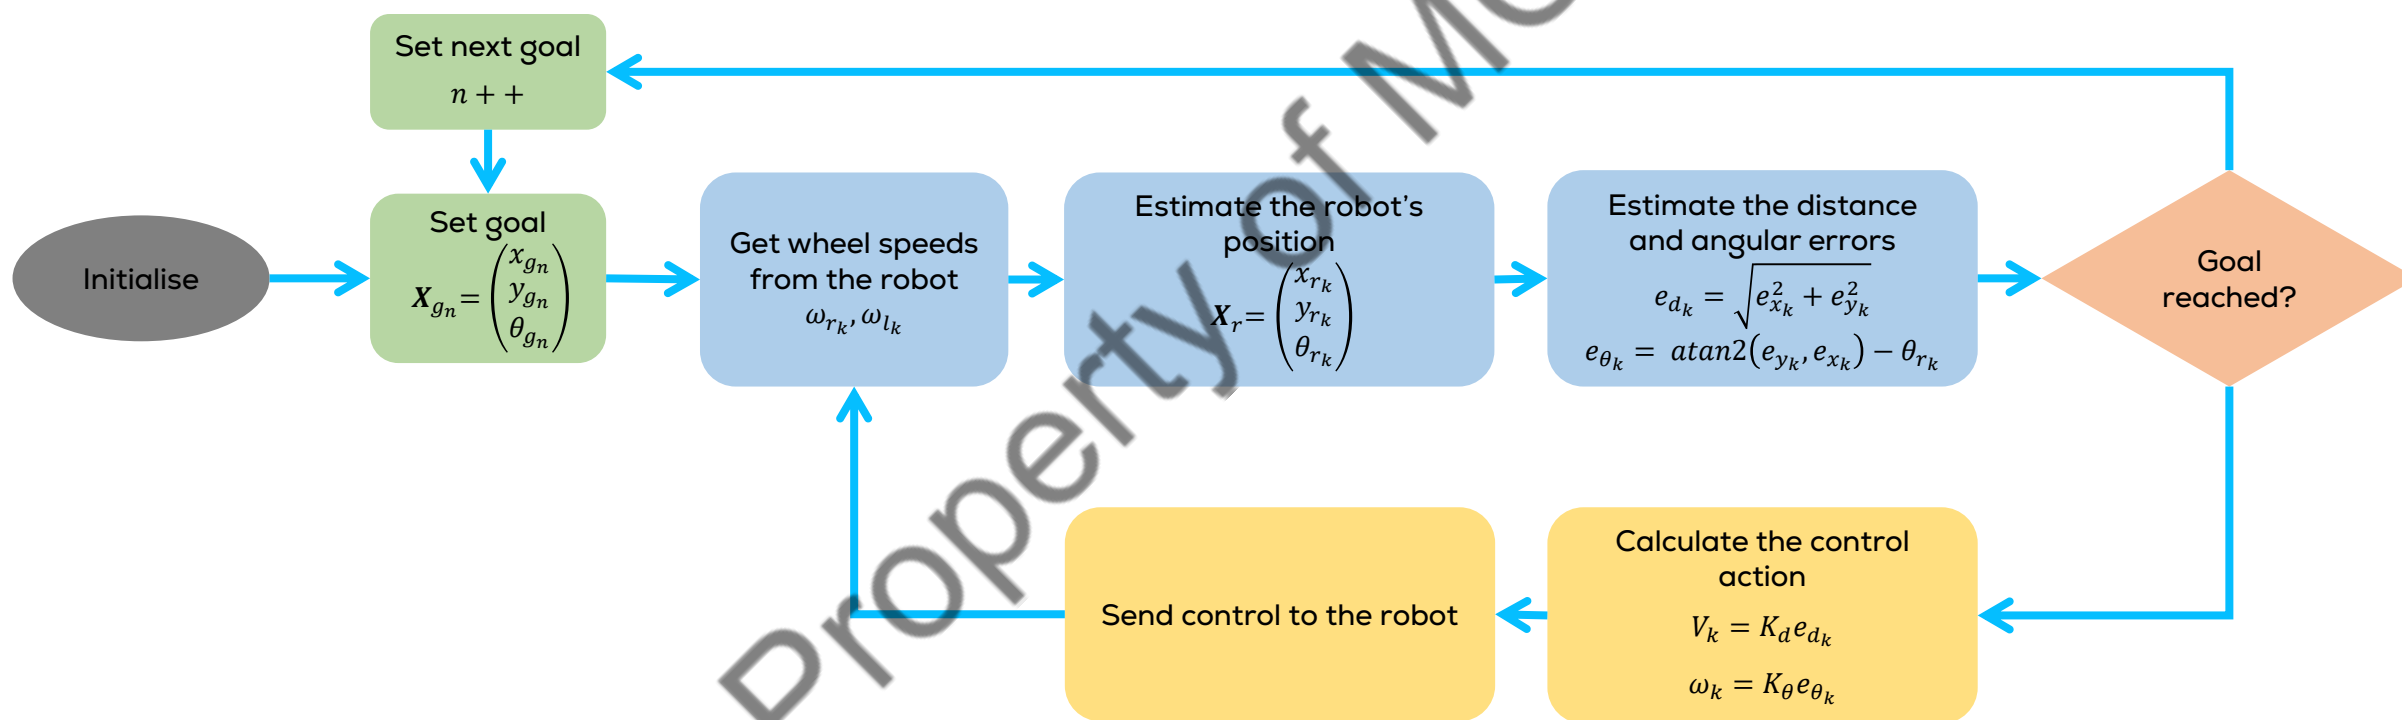 Set next goal
n + +
Initialise
Set goal
X_{g_n} = (x_{g_n}
y_{g_n}
θ_{g_n})
Get wheel speeds
from the robot
ω_{r_k}, ω_{l_k}
Estimate the robot's
position
X_r = (x_{r_k}
y_{r_k}
θ_{r_k})
Estimate the distance
and angular errors
e_{d_k} = √(e_{x_k}^2 + e_{y_k}^2)
e_{θ_k} = atan2(e_{y_k}, e_{x_k}) − θ_{r_k}
Goal
reached?
Calculate the control
action
V_k = K_d e_{d_k}
ω_k = K_θ e_{θ_k}
Send control to the robot
Property of